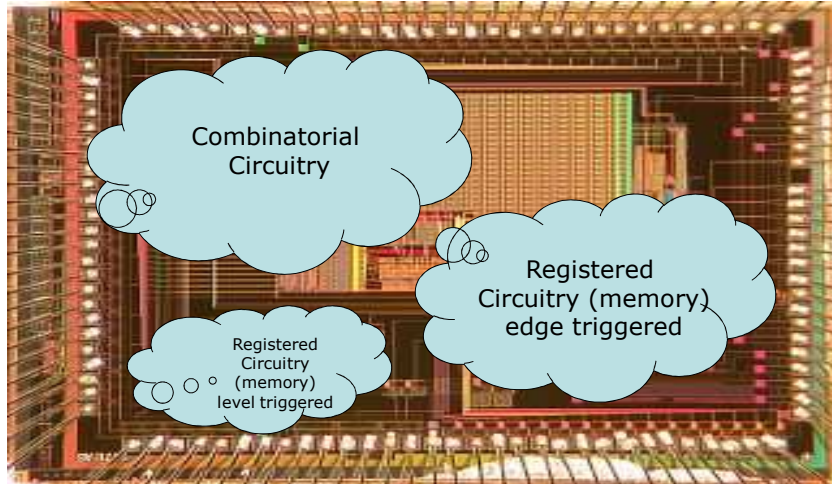 Combinatorial
Circuitry
Registered
Circuitry (memory)
edge triggered
Registered
Circuitry
(memory)
level triggered